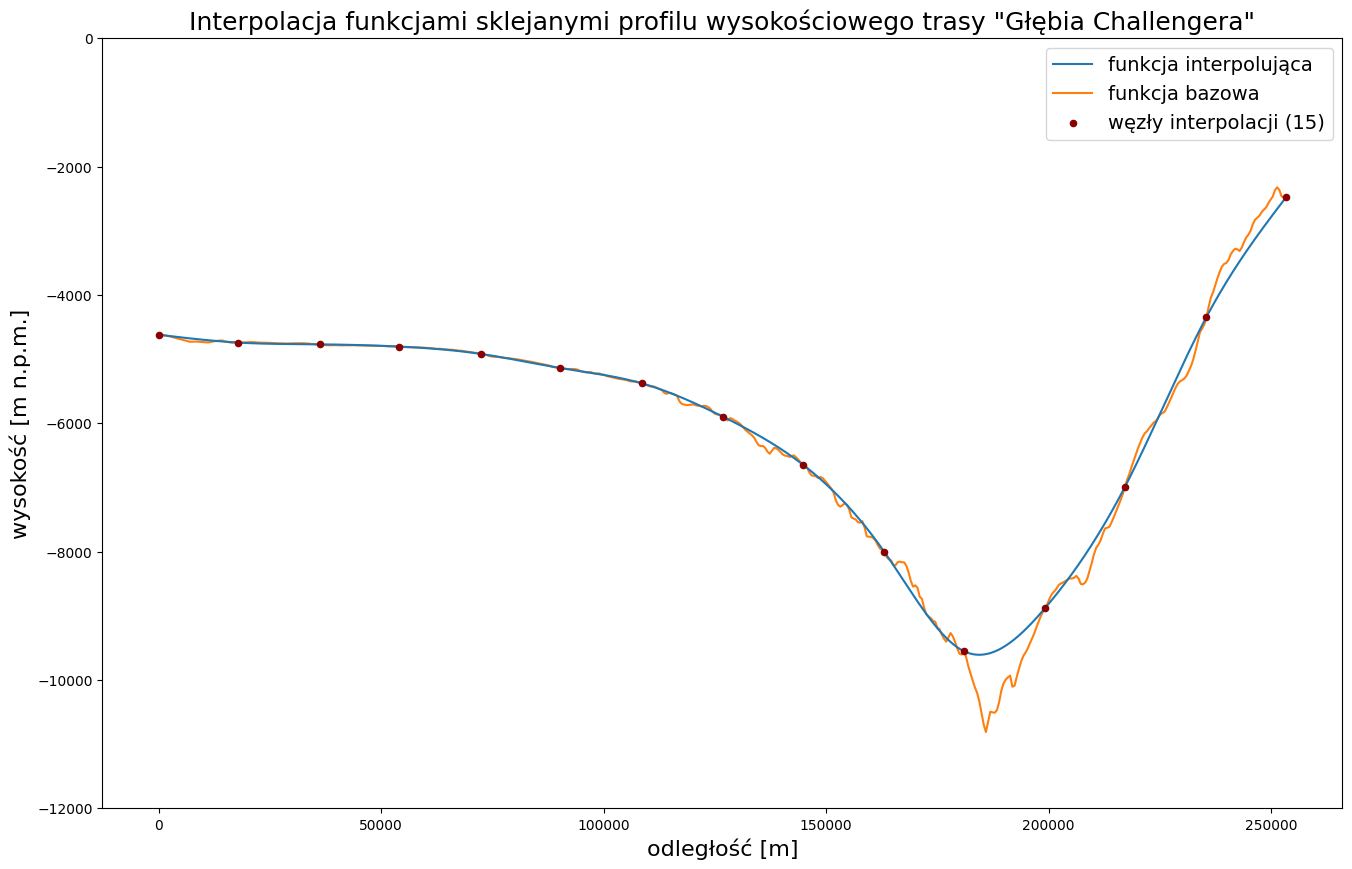 Interpolacja funkcjami sklejanymi profilu wysokościowego trasy "Głębia Challengera"
funkcja interpolująca
funkcja bazowa
węzły interpolacji (15)
wysokość [m n.p.m.]
0
−2000
−4000
−6000
−8000
−10000
−12000
0
50000
100000
150000
200000
250000
odległość [m]